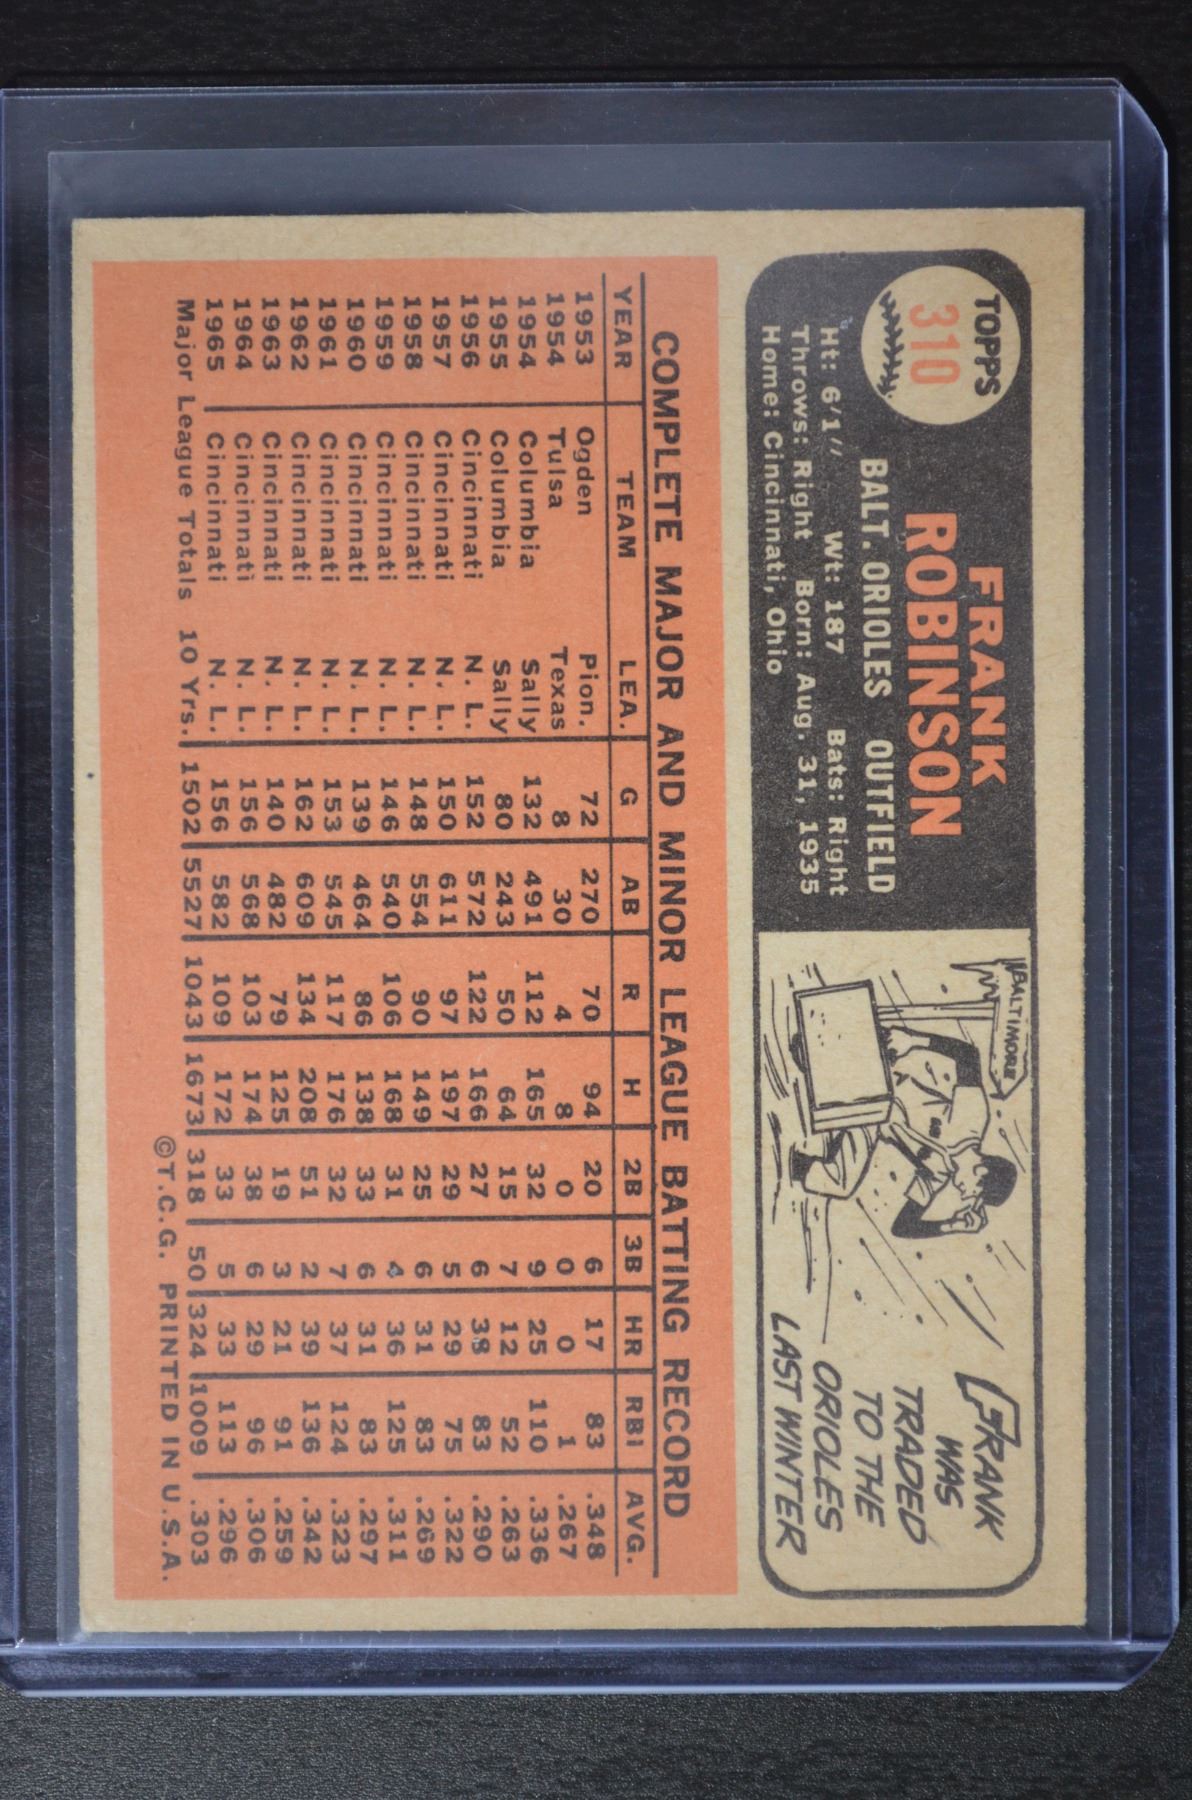 TOPPS
310
FRANK
ROBINSON
BALT. ORIOLES OUTFIELD
Ht: 6'1" Wt: 187 Bats: Right
Throws: Right Born: Aug. 31, 1935
Home: Cincinnati, Ohio
BALTIMORE
FRANK
WAS
TRADED
TO THE
ORIOLES
LAST WINTER
COMPLETE MAJOR AND MINOR LEAGUE BATTING RECORD
YEAR TEAM LEA. G AB R H 2B 3B HR RBI AVG.
1953 Ogden Pion. 72 270 70 94 20 6 17 83 .348
1954 Tulsa Texas 8 30 4 8 0 0 0 1 .267
1954 Columbia Sally 132 491 112 165 32 9 25 110 .336
1955 Columbia Sally 80 243 50 64 15 7 12 52 .263
1956 Cincinnati N. L. 152 572 122 166 27 6 38 83 .290
1957 Cincinnati N. L. 150 611 97 197 29 5 29 75 .322
1958 Cincinnati N. L. 148 554 90 149 25 6 31 83 .269
1959 Cincinnati N. L. 146 540 106 168 31 4 36 125 .311
1960 Cincinnati N. L. 139 464 86 138 33 6 31 83 .297
1961 Cincinnati N. L. 153 545 117 176 32 7 37 124 .323
1962 Cincinnati N. L. 162 609 134 208 51 2 39 136 .342
1963 Cincinnati N. L. 140 482 79 125 19 3 21 91 .259
1964 Cincinnati N. L. 156 568 103 174 38 6 29 96 .306
1965 Cincinnati N. L. 156 582 109 172 33 5 33 113 .296
Major League Totals 10 Yrs. 1502 5527 1043 1673 318 50 324 1009 .303
©T.C.G. PRINTED IN U.S.A.